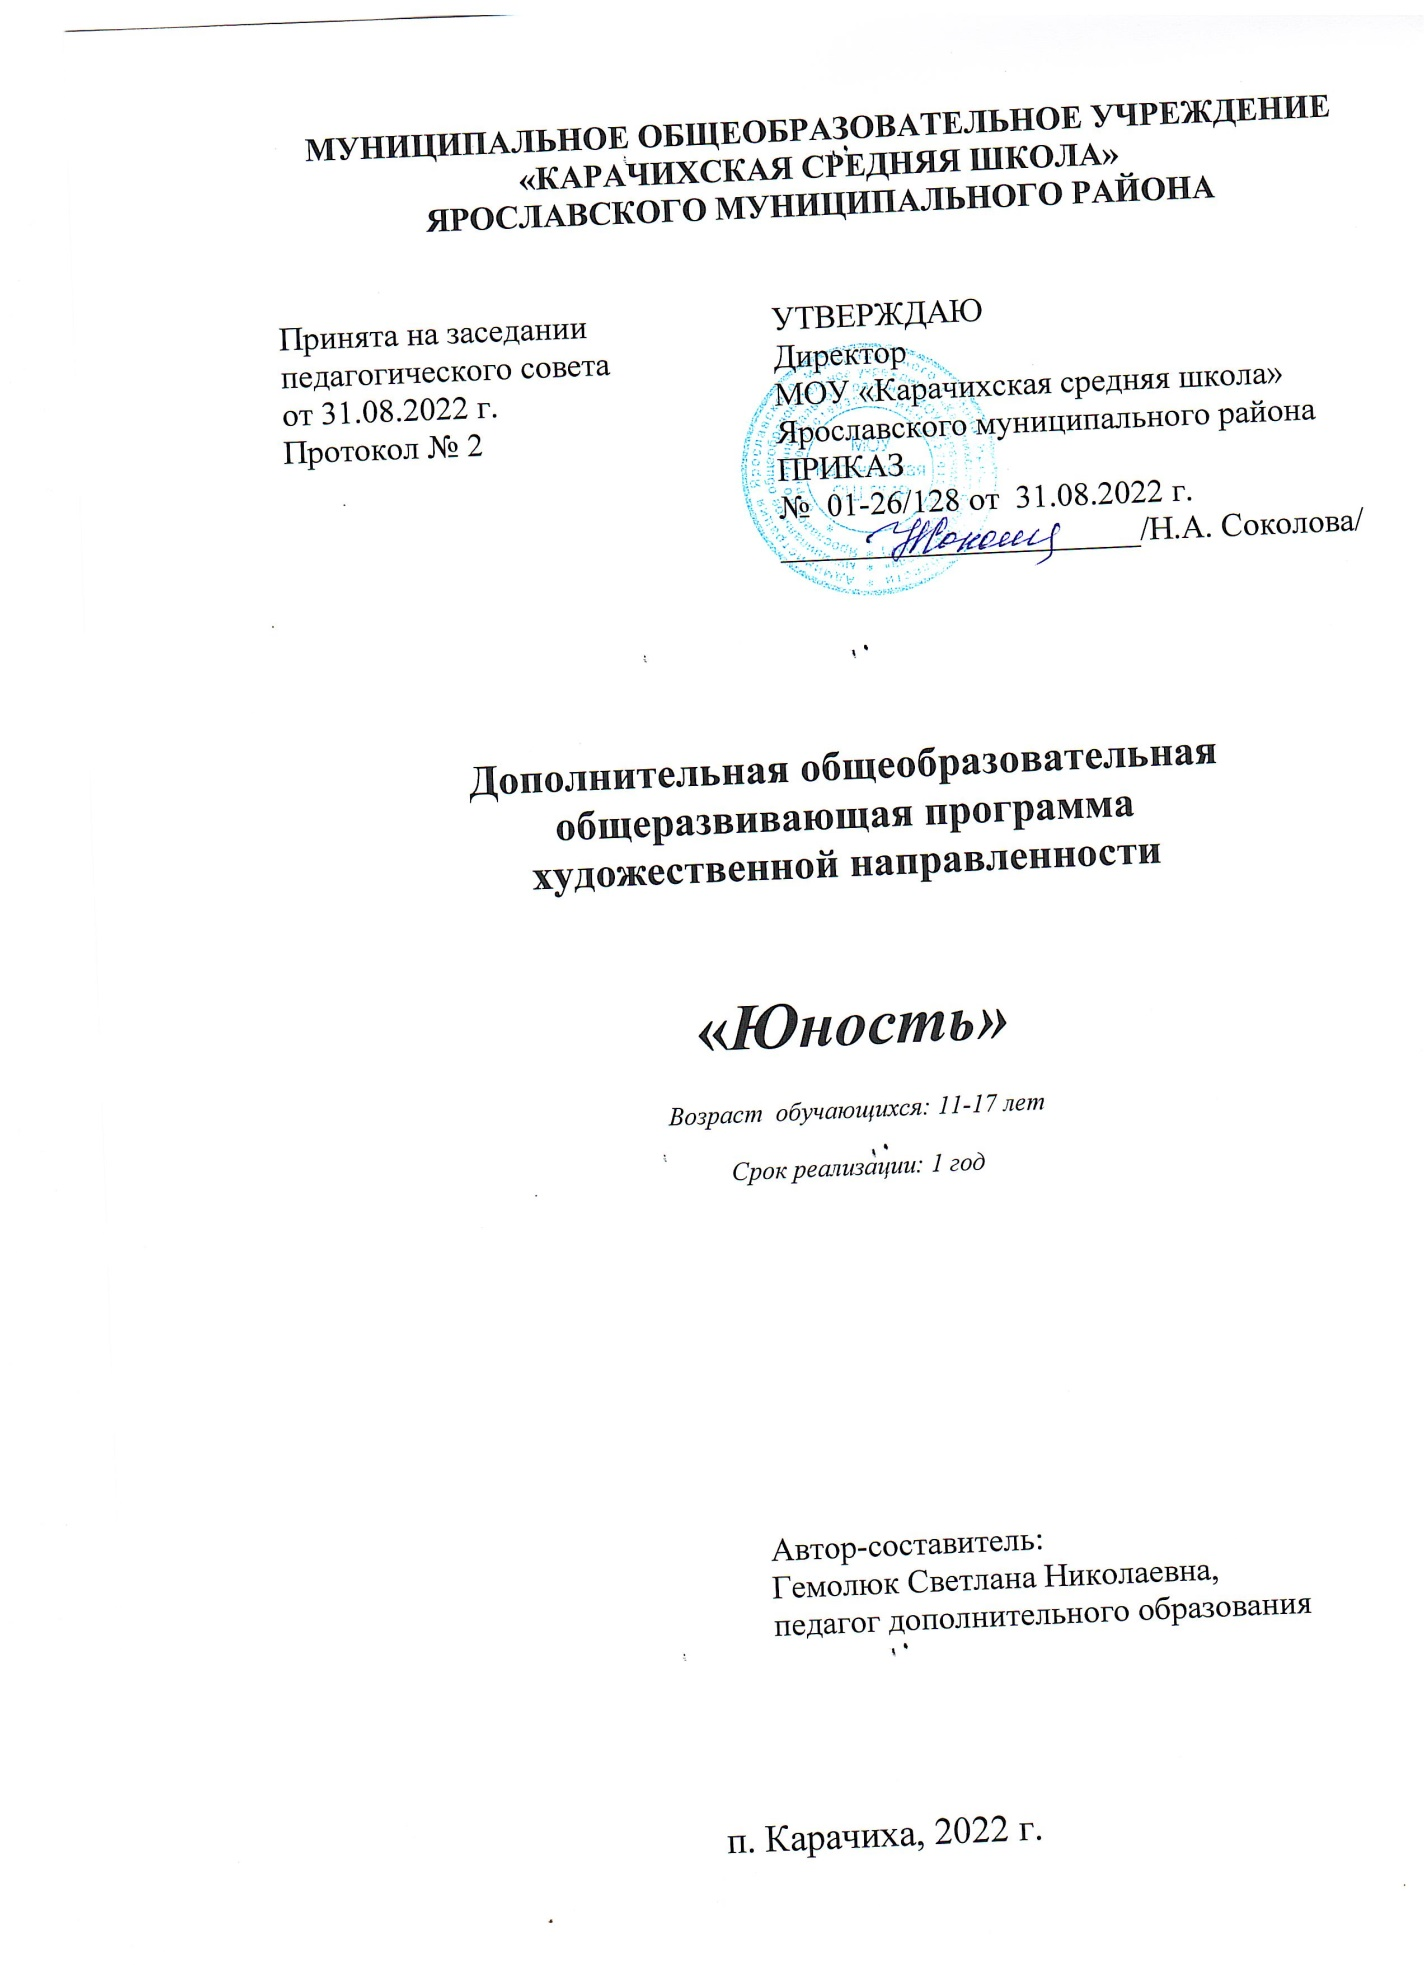 МУНИЦИПАЛЬНОЕ ОБЩЕОБРАЗОВАТЕЛЬНОЕ УЧРЕЖДЕНИЕ
«КАРАЧИХСКАЯ СРЕДНЯЯ ШКОЛА»
ЯРОСЛАВСКОГО МУНИЦИПАЛЬНОГО РАЙОНА
Принята на заседании
педагогического совета
от 31.08.2022 г.
Протокол № 2
УТВЕРЖДАЮ
Директор
МОУ «Карачихская средняя школа»
Ярославского муниципального района
ПРИКАЗ
№ 01-26/128 от 31.08.2022 г.
/Н.А. Соколова/
МОУ
Дополнительная общеобразовательная
общеразвивающая программа
художественной направленности
«Юность»
Возраст обучающихся: 11-17 лет
Срок реализации: 1 год
Автор-составитель:
Гемолюк Светлана Николаевна,
педагог дополнительного образования
п. Карачиха, 2022 г.